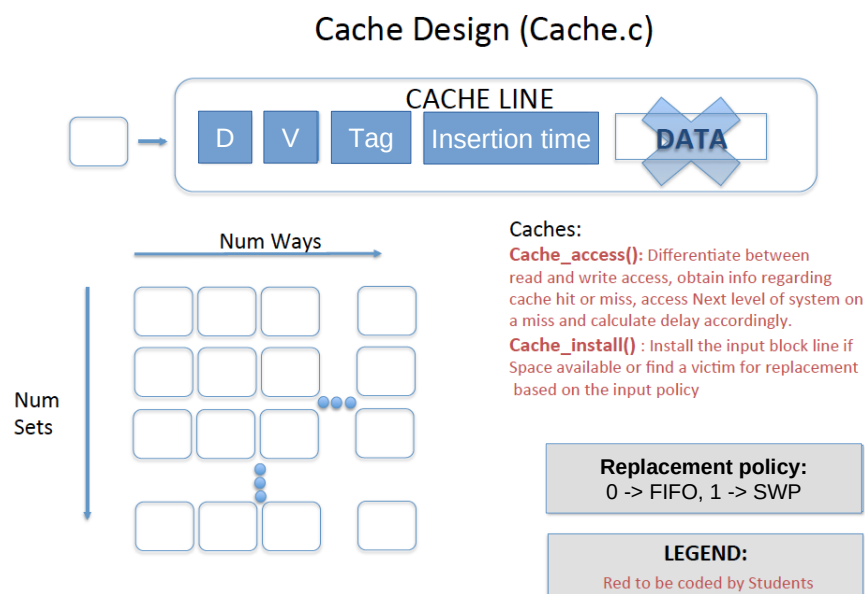 Cache Design (Cache.c)
CACHE LINE
D
V
Tag
Insertion time
DATA
Num Ways
Num
Sets
Caches:
Cache_access(): Differentiate between
read and write access, obtain info regarding
cache hit or miss, access Next level of system on
a miss and calculate delay accordingly.
Cache_install() : Install the input block line if
Space available or find a victim for replacement
based on the input policy
Replacement policy:
0 -> FIFO, 1 -> SWP
LEGEND:
Red to be coded by Students